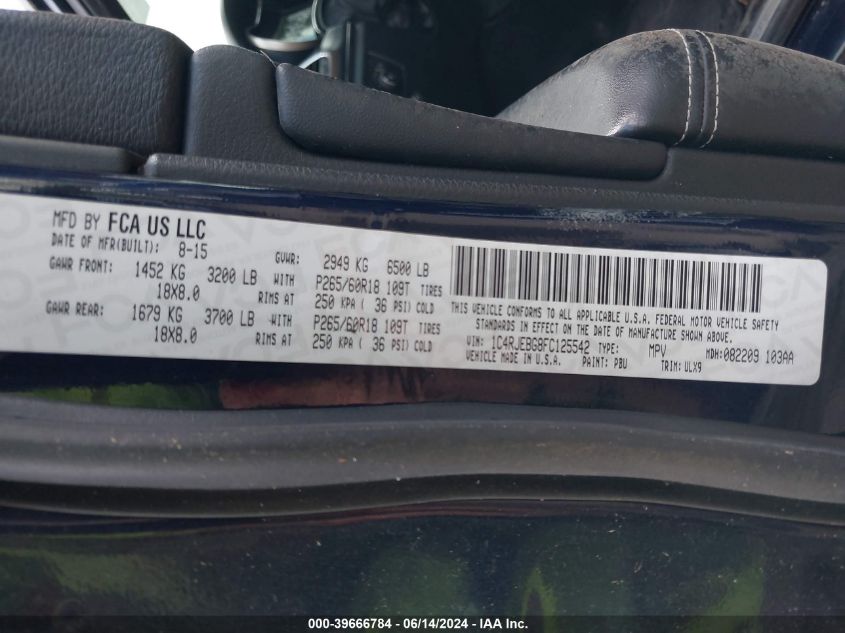 MFD BY FCA US LLC
DATE OF MFR(BUILT): 8-15 GVWR: 2949 KG 6500 LB
GAWR FRONT: 1452 KG 3200 LB WITH P265/60R18 109T TIRES
18X8.0 RIMS AT 250 KPA ( 36 PSI) COLD
GAWR REAR: 1679 KG 3700 LB WITH P265/60R18 109T TIRES
18X8.0 RIMS AT 250 KPA ( 36 PSI) COLD
THIS VEHICLE CONFORMS TO ALL APPLICABLE U.S.A. FEDERAL MOTOR VEHICLE SAFETY
STANDARDS IN EFFECT ON THE DATE OF MANUFACTURE SHOWN ABOVE.
VIN: 1C4RJEBG8FC125542 TYPE: MPV MDH:082209 103AA
VEHICLE MADE IN U.S.A. PAINT: PBU TRIM: ULX9
000-39666784 - 06/14/2024 - IAA Inc.